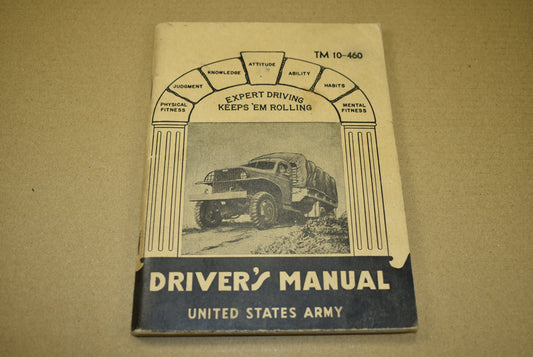 TM 10-460
ATTITUDE
KNOWLEDGE
ABILITY
JUDGMENT
HABITS
PHYSICAL
FITNESS
MENTAL
FITNESS
EXPERT DRIVING
KEEPS 'EM ROLLING
DRIVER'S MANUAL
UNITED STATES ARMY